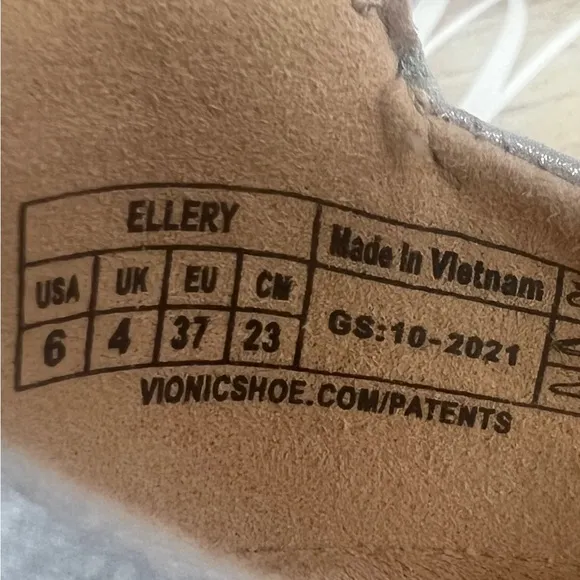 ELLERY
Made in Vietnam
USA UK EU CM
6 4 37 23
GS:10-2021
VIONICSHOE.COM/PATENTS